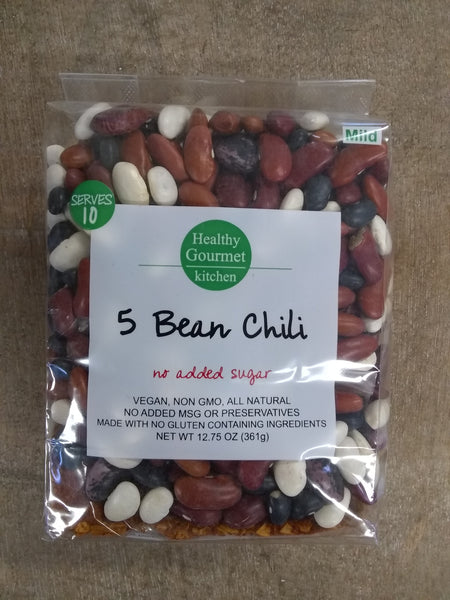 Mild
SERVES
10
Healthy
Gourmet
kitchen
5 Bean Chili
no added sugar
VEGAN, NON GMO, ALL NATURAL
NO ADDED MSG OR PRESERVATIVES
MADE WITH NO GLUTEN CONTAINING INGREDIENTS
NET WT 12.75 OZ (361g)